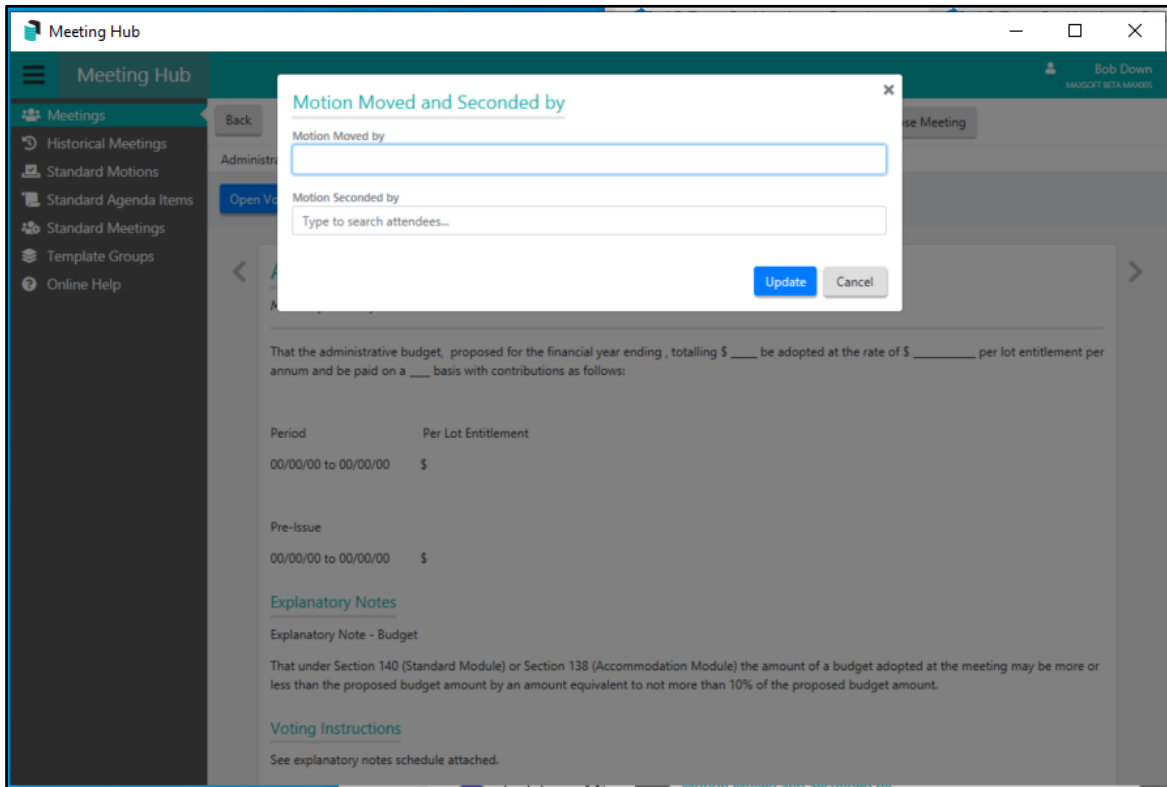 Meeting Hub
Meeting Hub
Bob Down
MAXSOFT BETA MAX005
Meetings
Historical Meetings
Standard Motions
Standard Agenda Items
Standard Meetings
Template Groups
Online Help
Back
Meeting
Open
Motion Moved and Seconded by
Motion Moved by
Motion Seconded by
Type to search attendees...
Update Cancel
That the administrative budget, proposed for the financial year ending , totalling $ ____ be adopted at the rate of $ __________ per lot entitlement per
annum and be paid on a ___ basis with contributions as follows:
Period Per Lot Entitlement
00/00/00 to 00/00/00 $
Pre-Issue
00/00/00 to 00/00/00 $
Explanatory Notes
Explanatory Note - Budget
That under Section 140 (Standard Module) or Section 138 (Accommodation Module) the amount of a budget adopted at the meeting may be more or
less than the proposed budget amount by an amount equivalent to not more than 10% of the proposed budget amount.
Voting Instructions
See explanatory notes schedule attached.